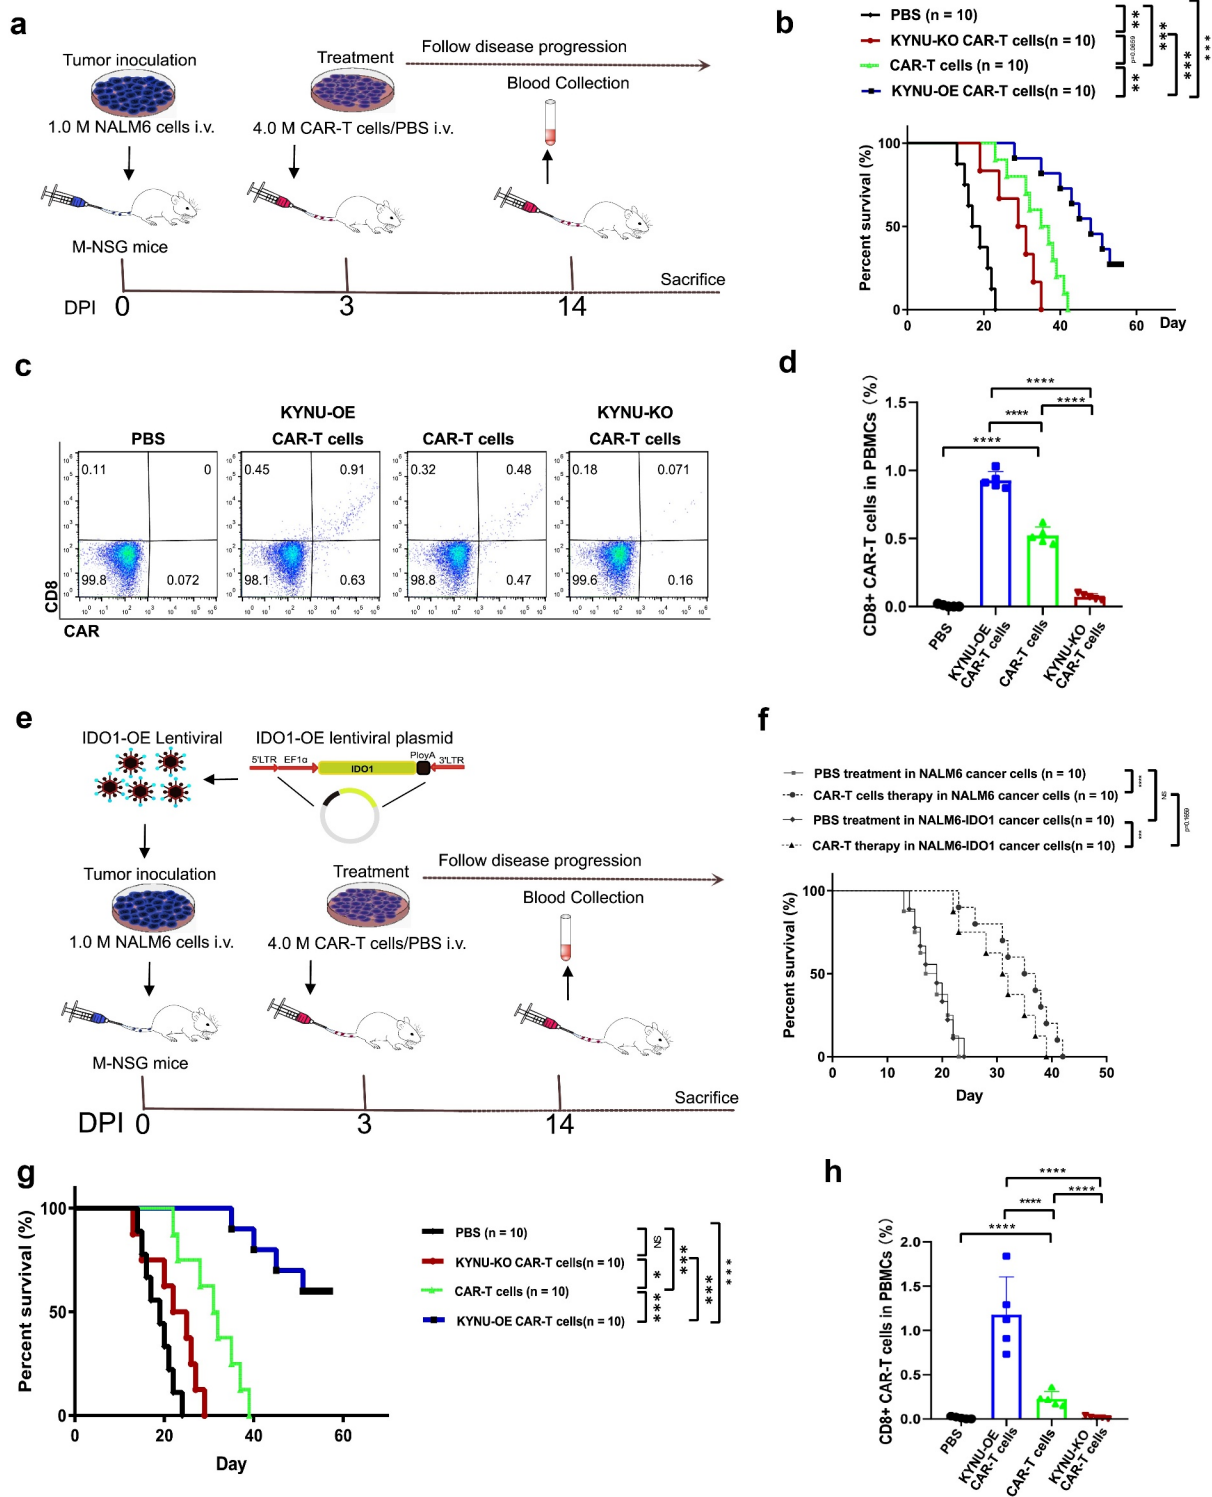 a
Tumor inoculation
1.0 M NALM6 cells i.v.
M-NSG mice
Treatment
4.0 M CAR-T cells/PBS i.v.
Follow disease progression
Blood Collection
Sacrifice
DPI 0 3 14
b
PBS (n = 10)
KYNU-KO CAR-T cells(n = 10)
CAR-T cells (n = 10)
KYNU-OE CAR-T cells(n = 10)
** p=0.0659 ** *** *** ***
Percent survival (%)
100
50
0
0 20 40 60 Day
c
PBS
KYNU-OE
CAR-T cells
CAR-T cells
KYNU-KO
CAR-T cells
0.11 0
99.8 0.072
0.45 0.91
98.1 0.63
0.32 0.48
98.8 0.47
0.18 0.071
99.6 0.16
CD8
CAR
d
CD8+ CAR-T cells in PBMCs (%)
1.5
1.0
0.5
0.0
****
****
****
****
PBS
KYNU-OE
CAR-T cells
CAR-T cells
KYNU-KO
CAR-T cells
e
IDO1-OE Lentiviral
IDO1-OE lentiviral plasmid
5'LTR EF1α IDO1 PloyA 3'LTR
Tumor inoculation
1.0 M NALM6 cells i.v.
M-NSG mice
Treatment
4.0 M CAR-T cells/PBS i.v.
Follow disease progression
Blood Collection
Sacrifice
DPI 0 3 14
f
PBS treatment in NALM6 cancer cells (n = 10)
CAR-T cells therapy in NALM6 cancer cells (n = 10)
PBS treatment in NALM6-IDO1 cancer cells(n = 10)
CAR-T therapy in NALM6-IDO1 cancer cells(n = 10)
**** *** NS p=0.1659
Percent survival (%)
100
50
0
0 10 20 30 40 50
Day
g
Percent survival (%)
100
50
0
0 20 40 60
Day
PBS (n = 10)
KYNU-KO CAR-T cells(n = 10)
CAR-T cells (n = 10)
KYNU-OE CAR-T cells(n = 10)
NS * *** *** *** ***
h
CD8+ CAR-T cells in PBMCs (%)
2.0
1.5
1.0
0.5
0.0
****
****
****
****
PBS
KYNU-OE
CAR-T cells
CAR-T cells
KYNU-KO
CAR-T cells